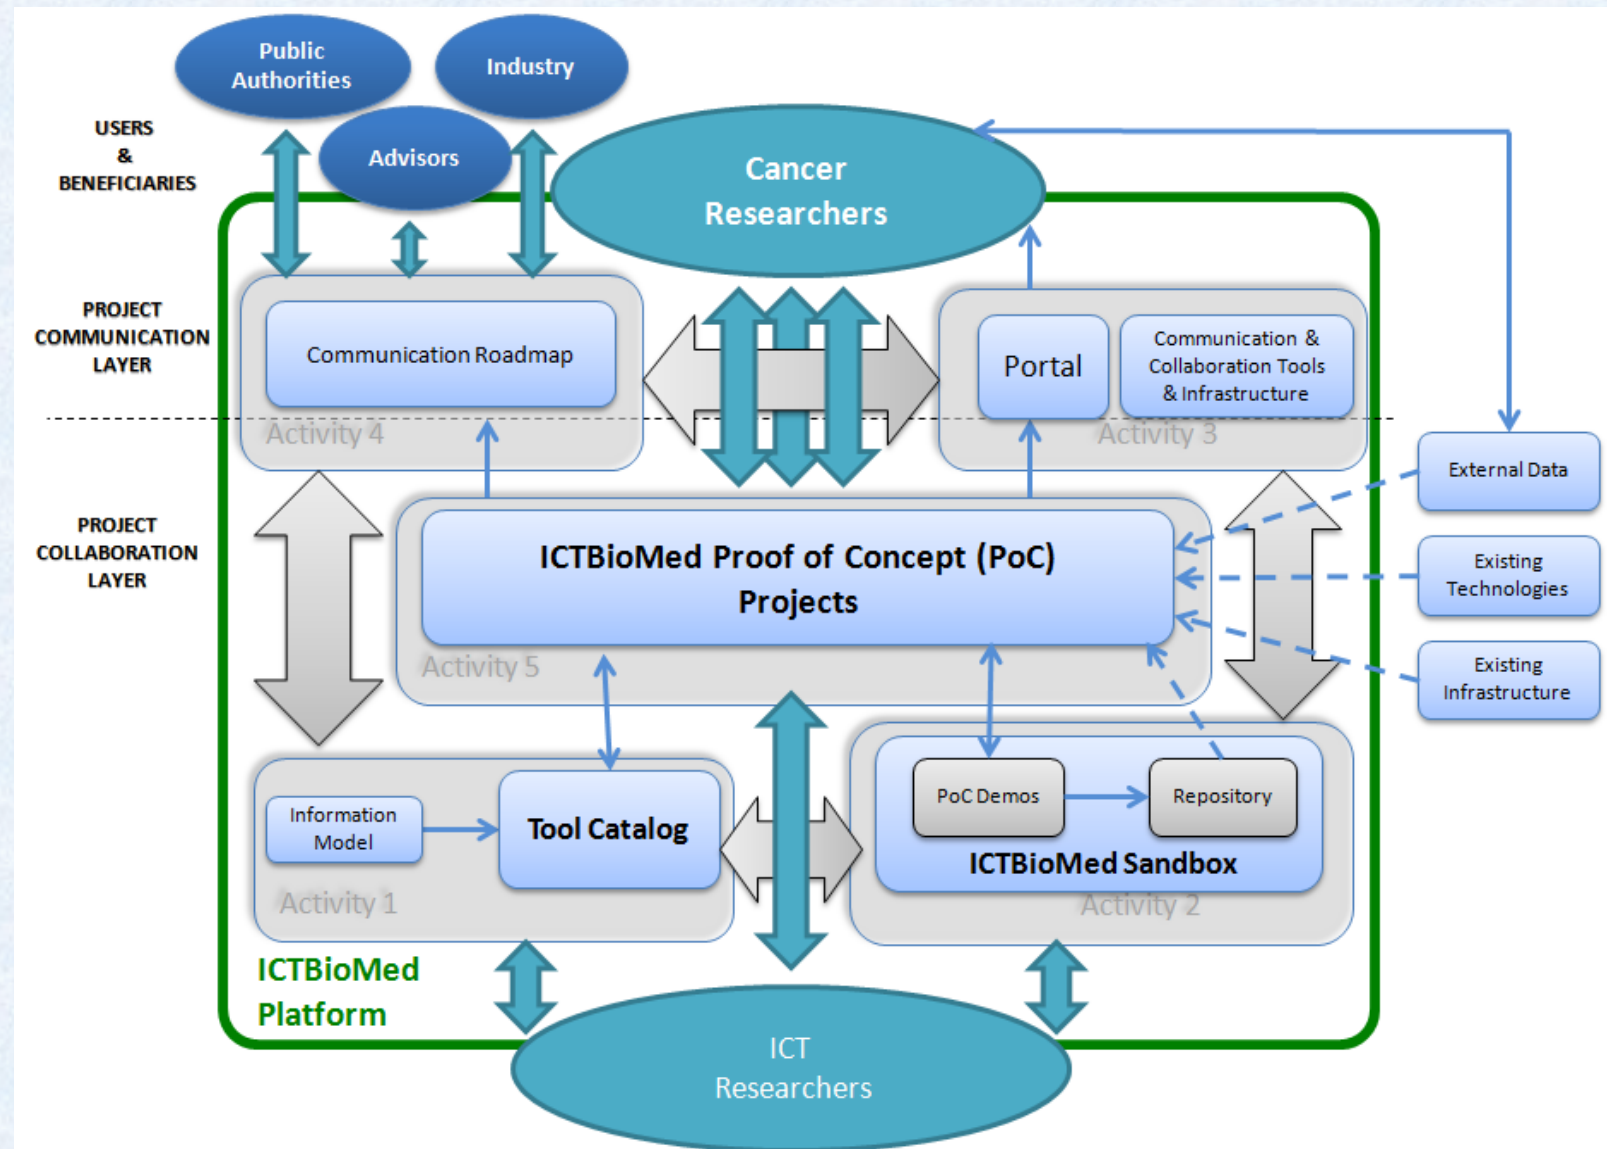 Public
Authorities
Industry
Advisors
USERS
&
BENEFICIARIES
Cancer
Researchers
PROJECT
COMMUNICATION
LAYER
Communication Roadmap
Activity 4
Portal
Communication &
Collaboration Tools
& Infrastructure
Activity 3
PROJECT
COLLABORATION
LAYER
ICTBioMed Proof of Concept (PoC)
Projects
Activity 5
External Data
Existing
Technologies
Existing
Infrastructure
Information
Model
Tool Catalog
Activity 1
PoC Demos
Repository
ICTBioMed Sandbox
Activity 2
ICTBioMed
Platform
ICT
Researchers